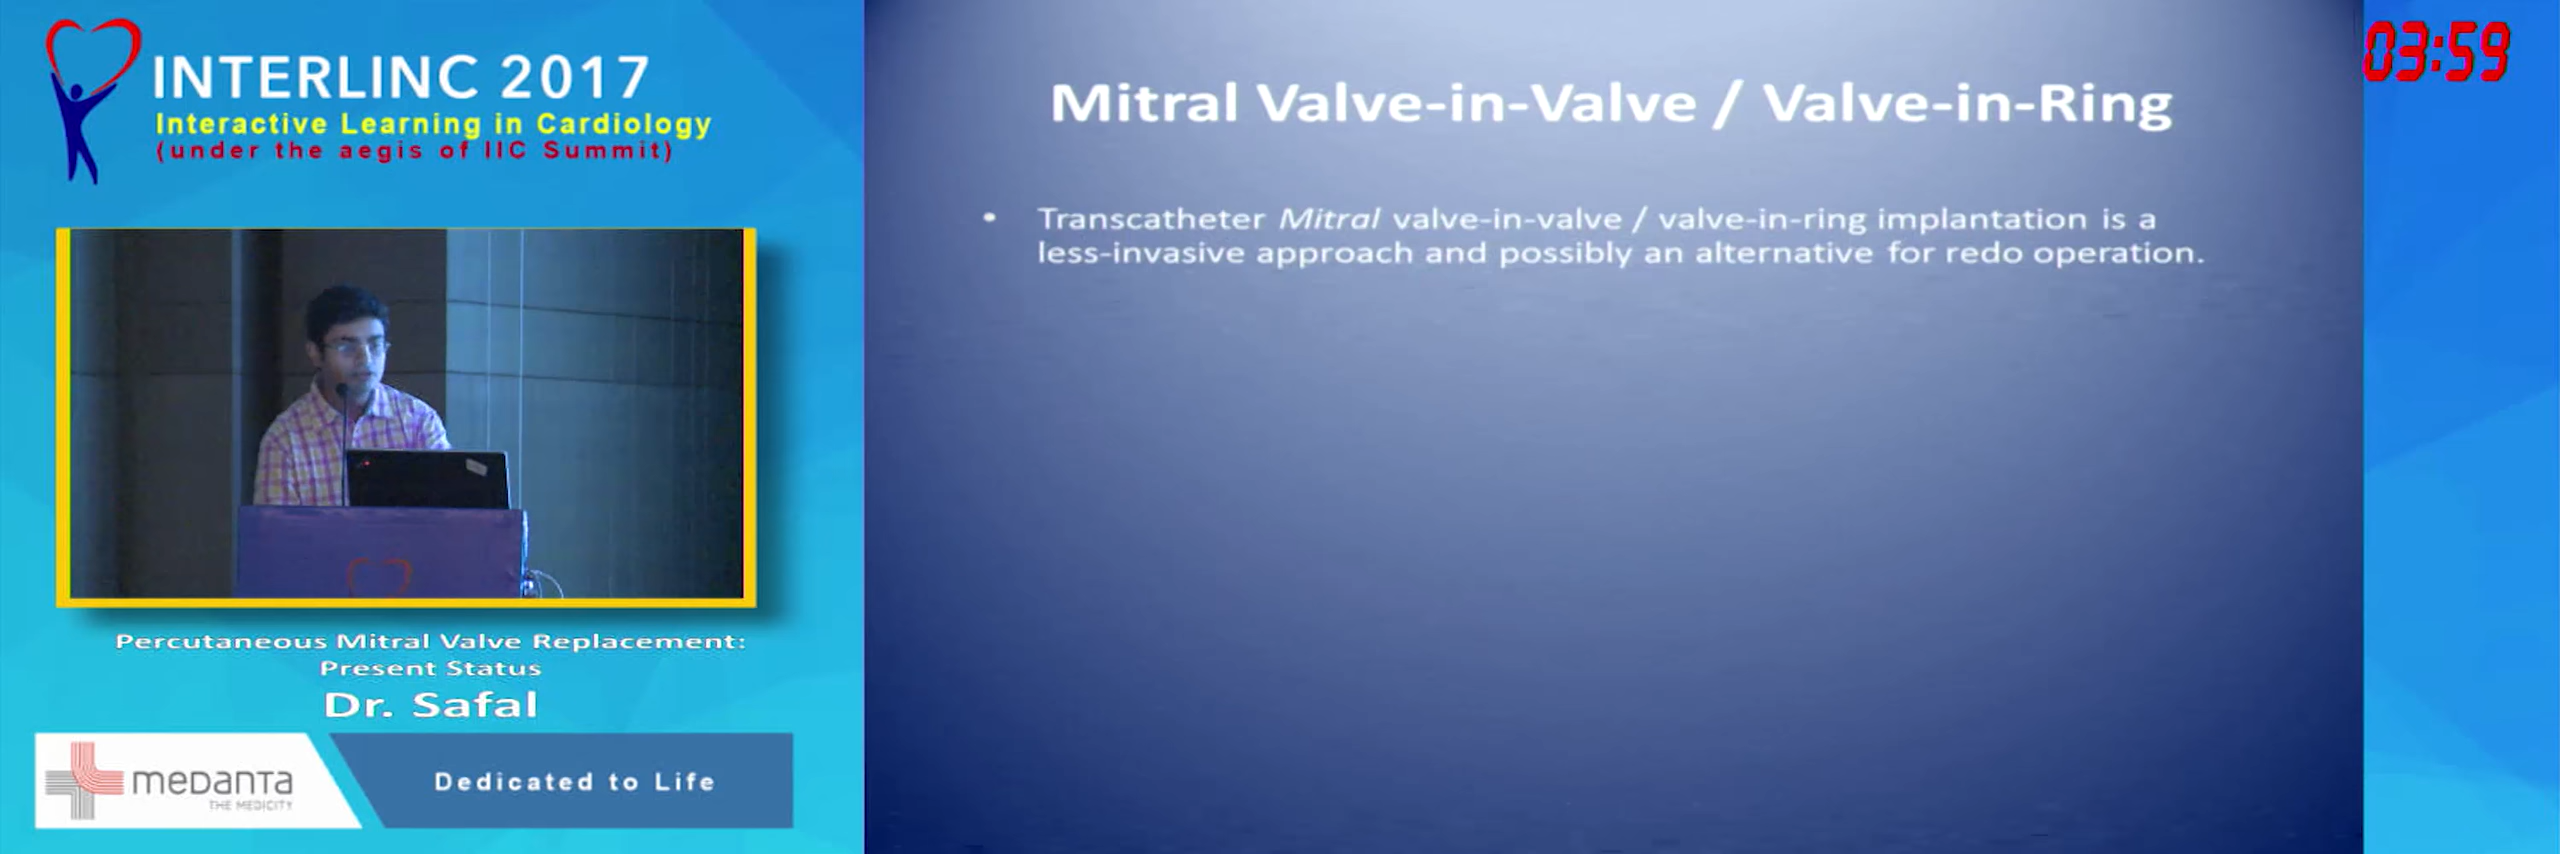 INTERLINC 2017
Interactive Learning in Cardiology
(under the aegis of IIC Summit)
Percutaneous Mitral Valve Replacement:
Present Status
Dr. Safal
medanta
THE MEDICITY
Dedicated to Life
Mitral Valve-in-Valve / Valve-in-Ring
• Transcatheter Mitral valve-in-valve / valve-in-ring implantation is a
less-invasive approach and possibly an alternative for redo operation.
03:59